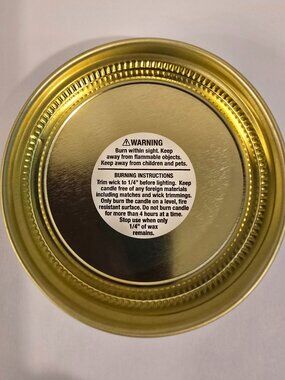 ⚠WARNING
Burn within sight. Keep
away from flammable objects.
Keep away from children and pets.
BURNING INSTRUCTIONS
Trim wick to 1/4" before lighting. Keep
candle free of any foreign materials
including matches and wick trimmings.
Only burn the candle on a level, fire
resistant surface. Do not burn candle
for more than 4 hours at a time.
Stop use when only
1/4" of wax
remains.